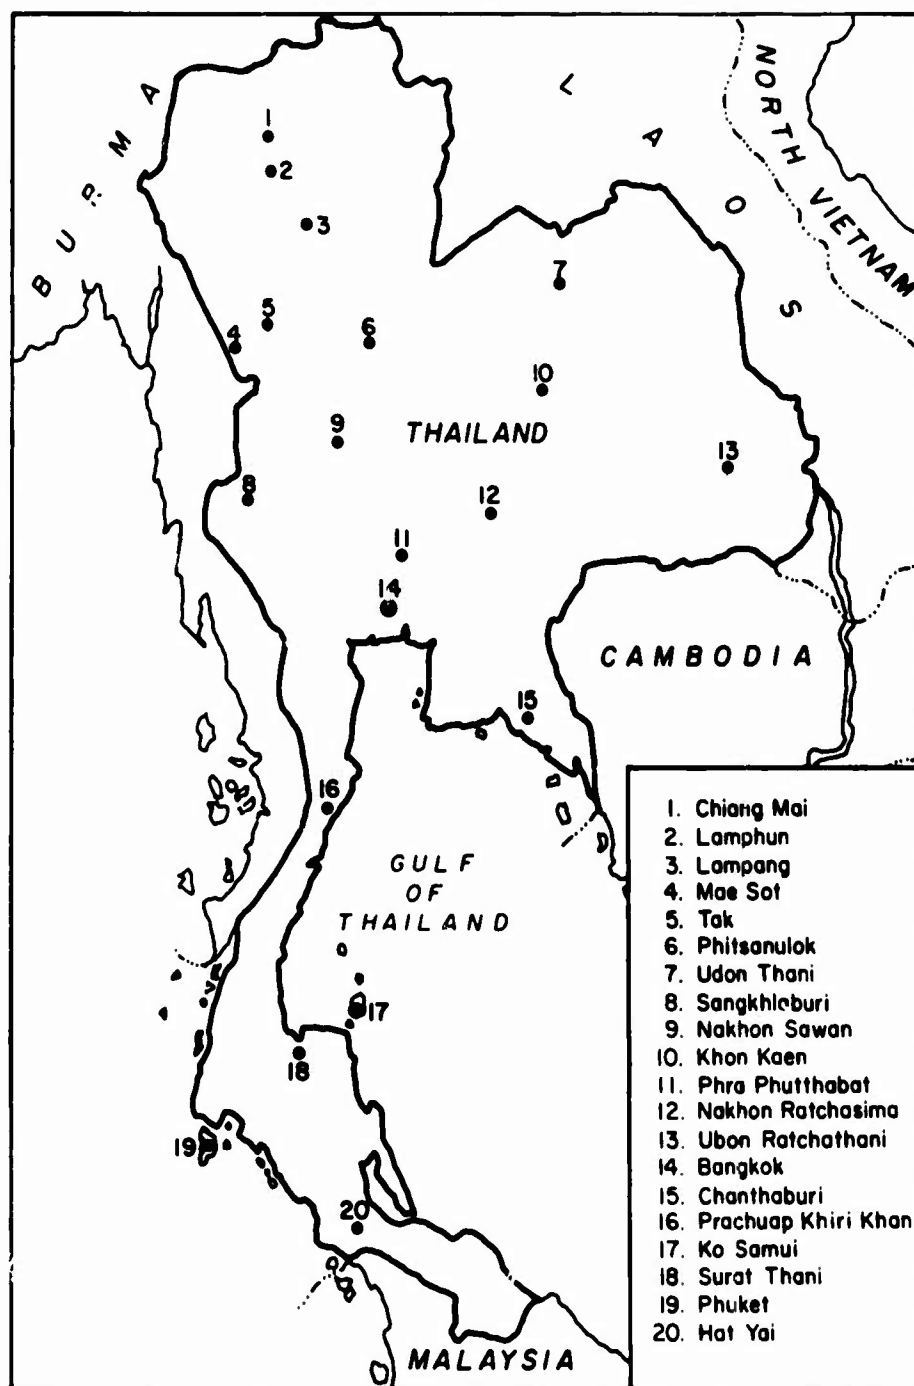 BURMA
LAOS
NORTH VIETNAM
1
2
3
7
5
4
6
10
9
THAILAND
13
8
12
11
14
CAMBODIA
15
16
GULF
OF
THAILAND
17
18
19
20
MALAYSIA
1. Chiang Mai
2. Lamphun
3. Lampang
4. Mae Sot
5. Tak
6. Phitsanulok
7. Udon Thani
8. Sangkhlaburi
9. Nakhon Sawan
10. Khon Kaen
11. Phra Phutthabat
12. Nakhon Ratchasima
13. Ubon Ratchathani
14. Bangkok
15. Chanthaburi
16. Prachuap Khiri Khan
17. Ko Samui
18. Surat Thani
19. Phuket
20. Hat Yai